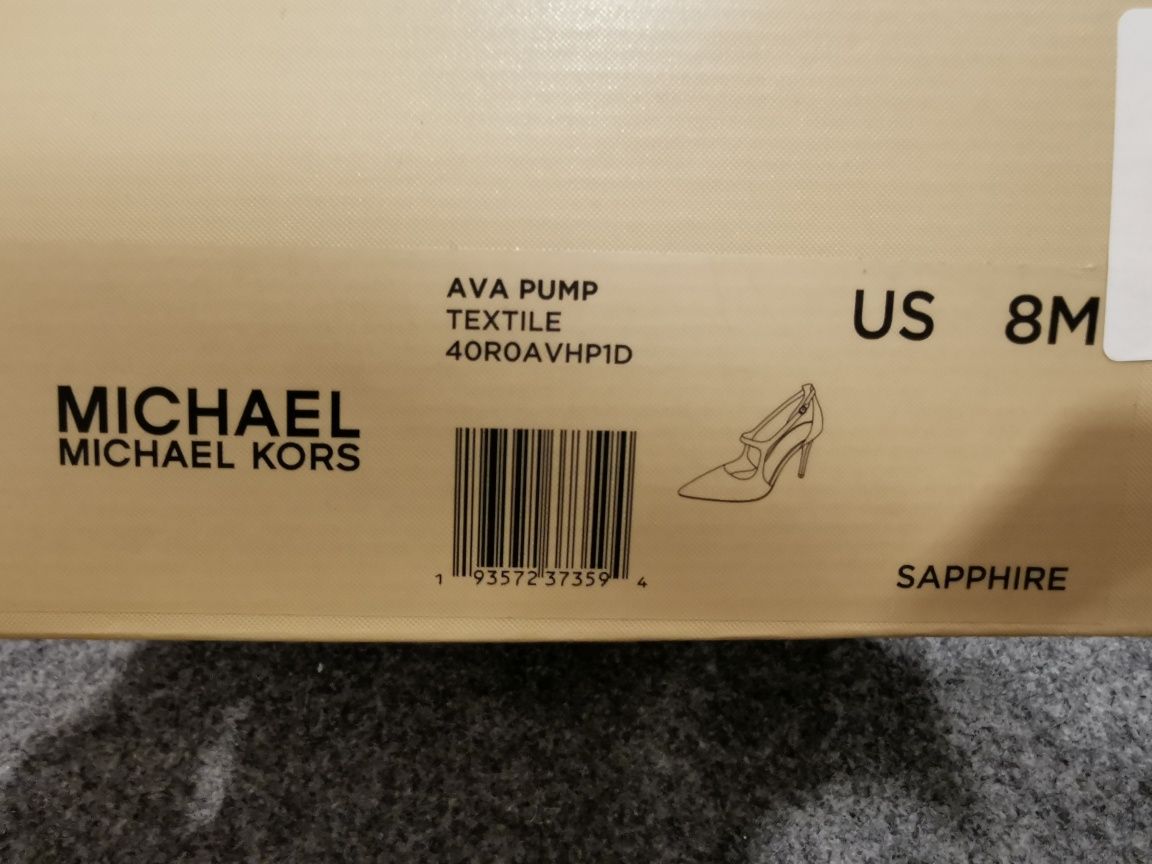 AVA PUMP
TEXTILE
40R0AVHP1D
US 8M
MICHAEL
MICHAEL KORS
1 93572 37359 4
SAPPHIRE